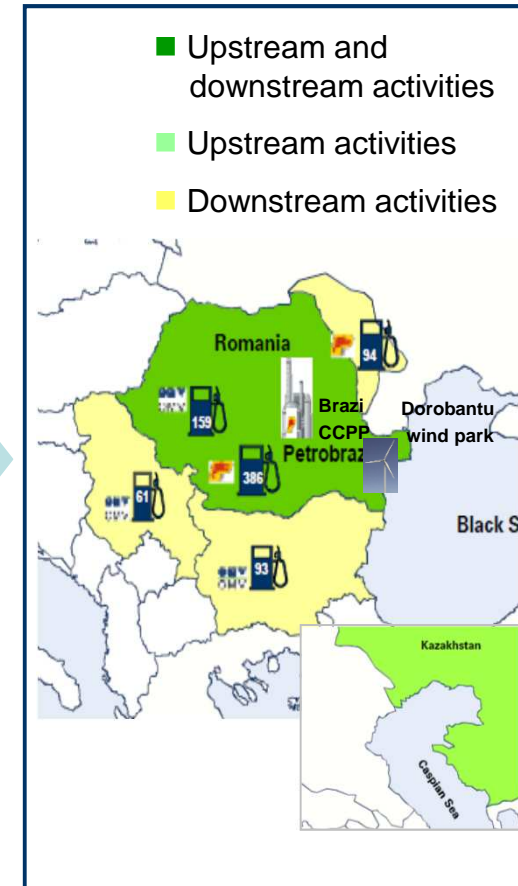 Upstream and
downstream activities
Upstream activities
Downstream activities
Romania
94
159
Brazi
CCPP
Dorobantu
wind park
Petrobraz
386
61
93
Black S
Kazakhstan
Caspian Sea